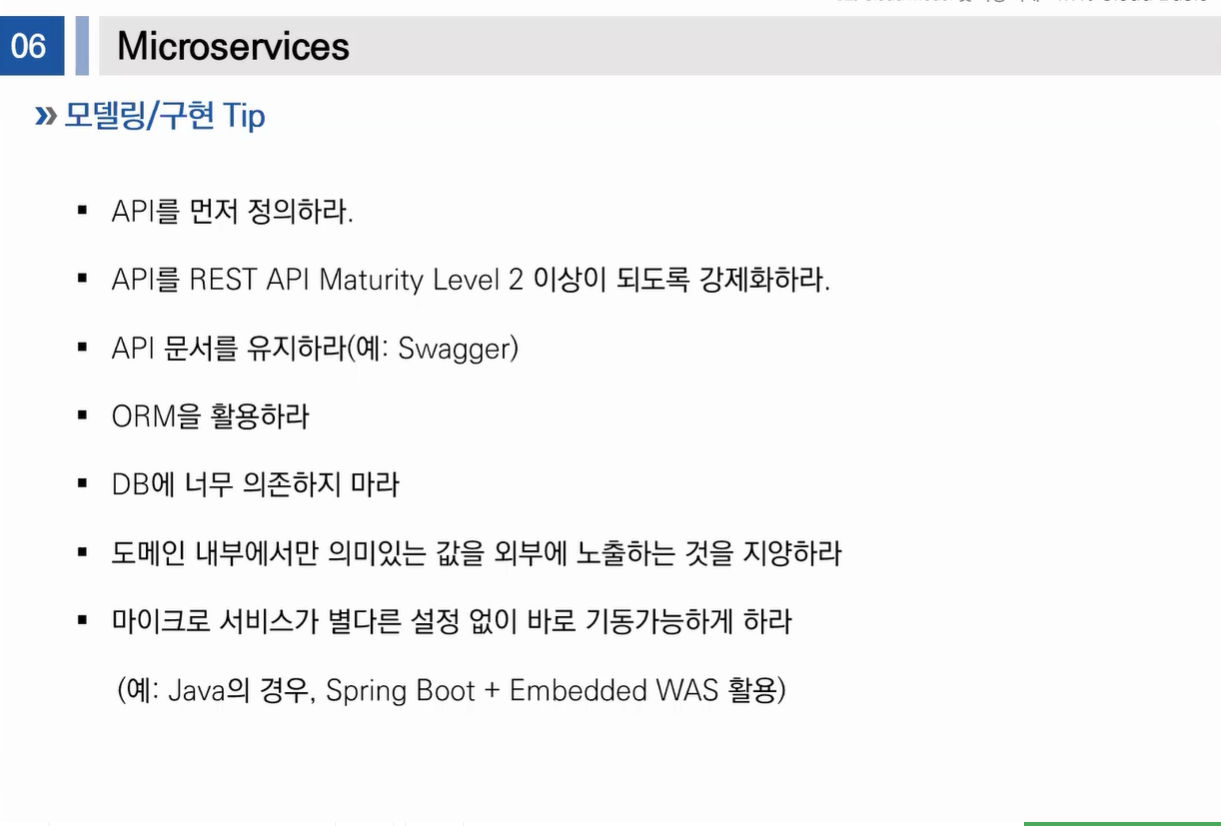 06 Microservices
» 모델링/구현 Tip
▪ API를 먼저 정의하라.
▪ API를 REST API Maturity Level 2 이상이 되도록 강제화하라.
▪ API 문서를 유지하라(예: Swagger)
▪ ORM을 활용하라
▪ DB에 너무 의존하지 마라
▪ 도메인 내부에서만 의미있는 값을 외부에 노출하는 것을 지양하라
▪ 마이크로 서비스가 별다른 설정 없이 바로 기동가능하게 하라
(예: Java의 경우, Spring Boot + Embedded WAS 활용)